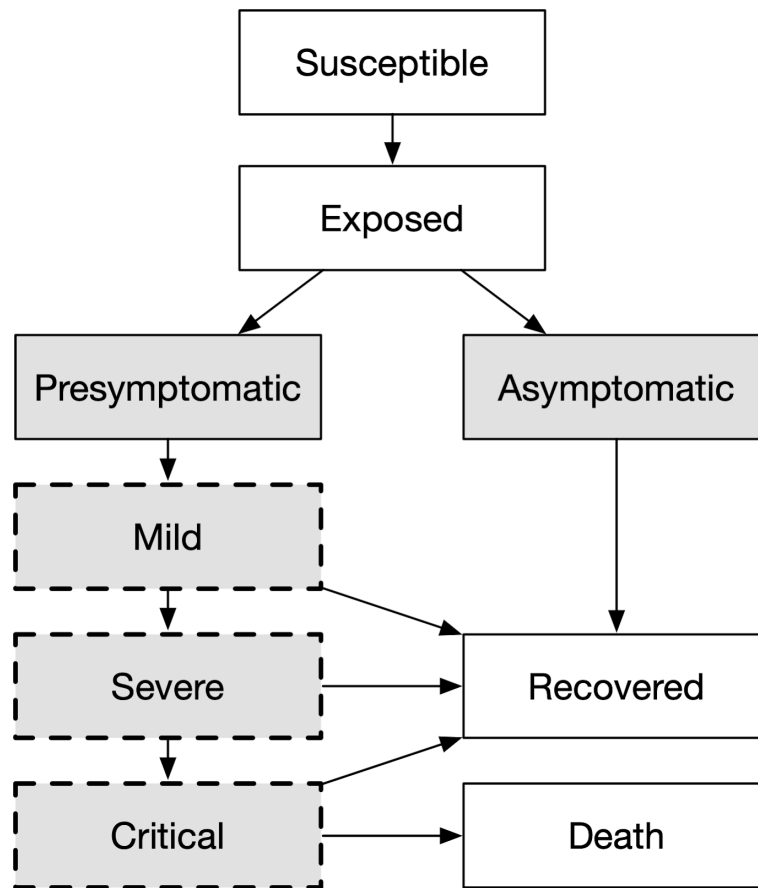 Susceptible
Exposed
Presymptomatic
Asymptomatic
Mild
Severe
Recovered
Critical
Death